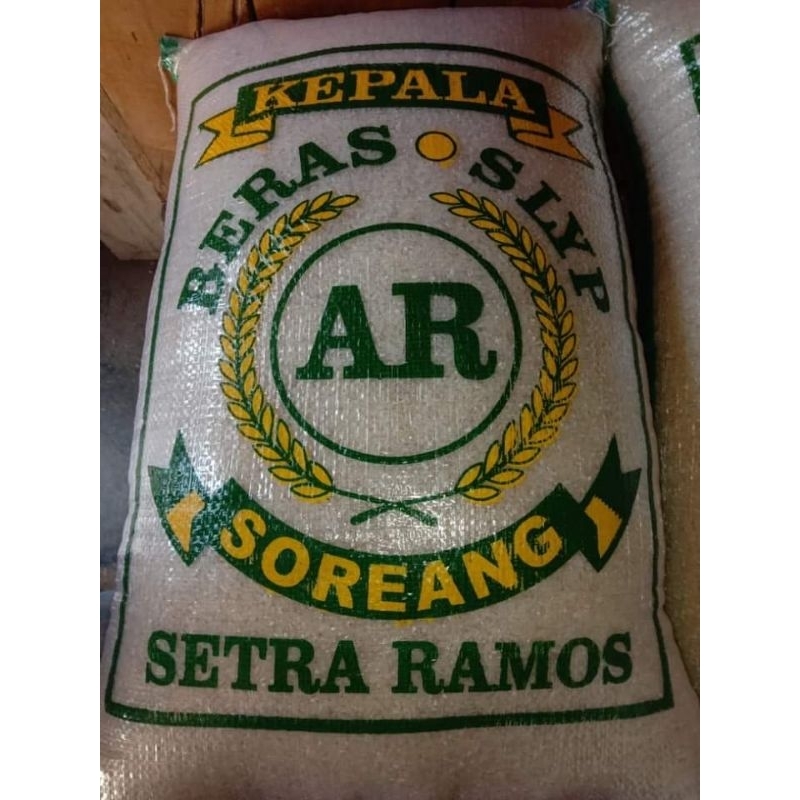 KEPALA
BERAS SLYP
AR
SOREANG
SETRA RAMOS